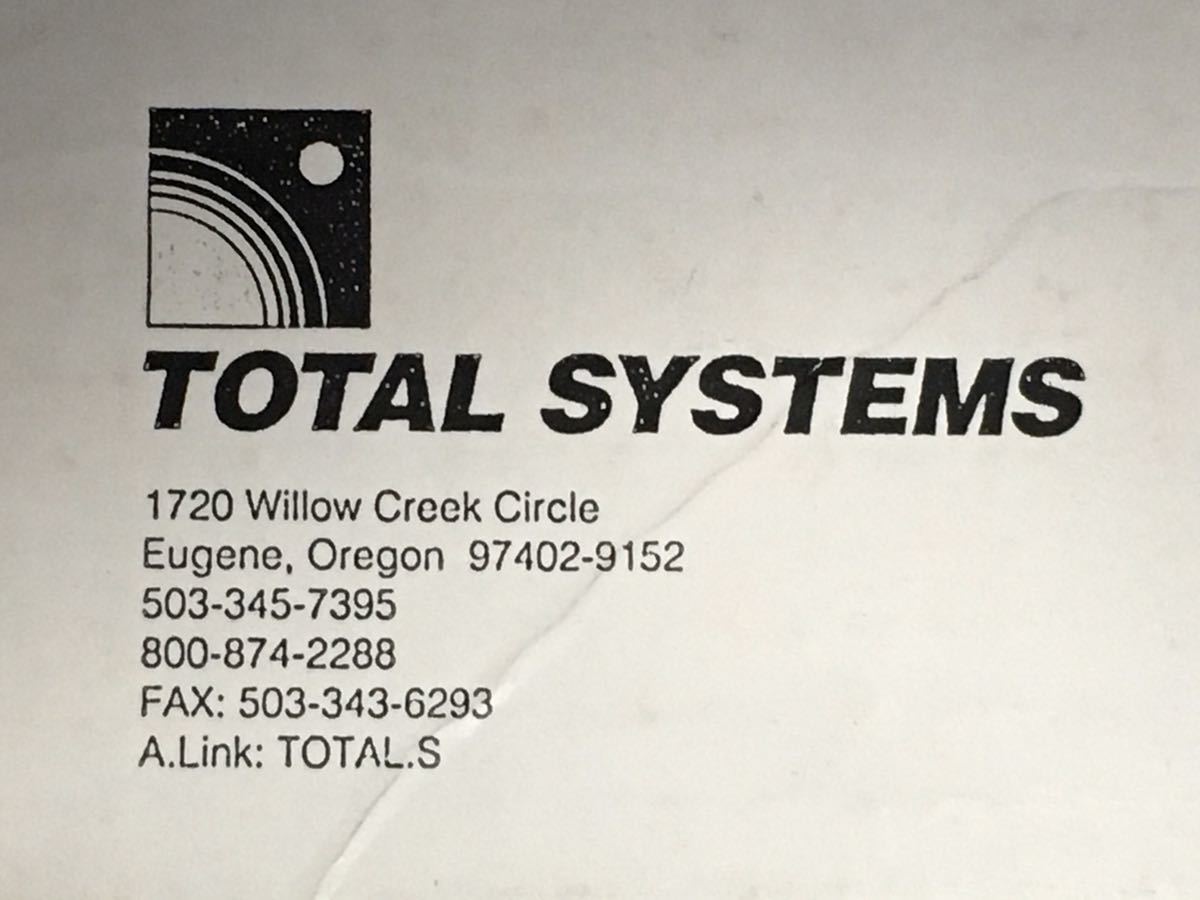 TOTAL SYSTEMS
1720 Willow Creek Circle
Eugene, Oregon 97402-9152
503-345-7395
800-874-2288
FAX: 503-343-6293
A.Link: TOTAL.S